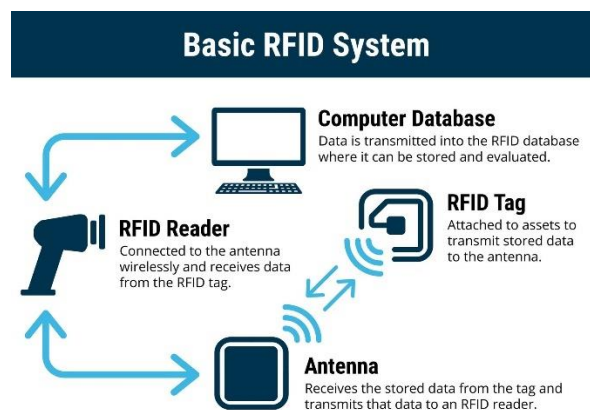 Basic RFID System
Computer Database
Data is transmitted into the RFID database
where it can be stored and evaluated.
RFID Tag
Attached to assets to
transmit stored data
to the antenna.
RFID Reader
Connected to the antenna
wirelessly and receives data
from the RFID tag.
Antenna
Receives the stored data from the tag and
transmits that data to an RFID reader.